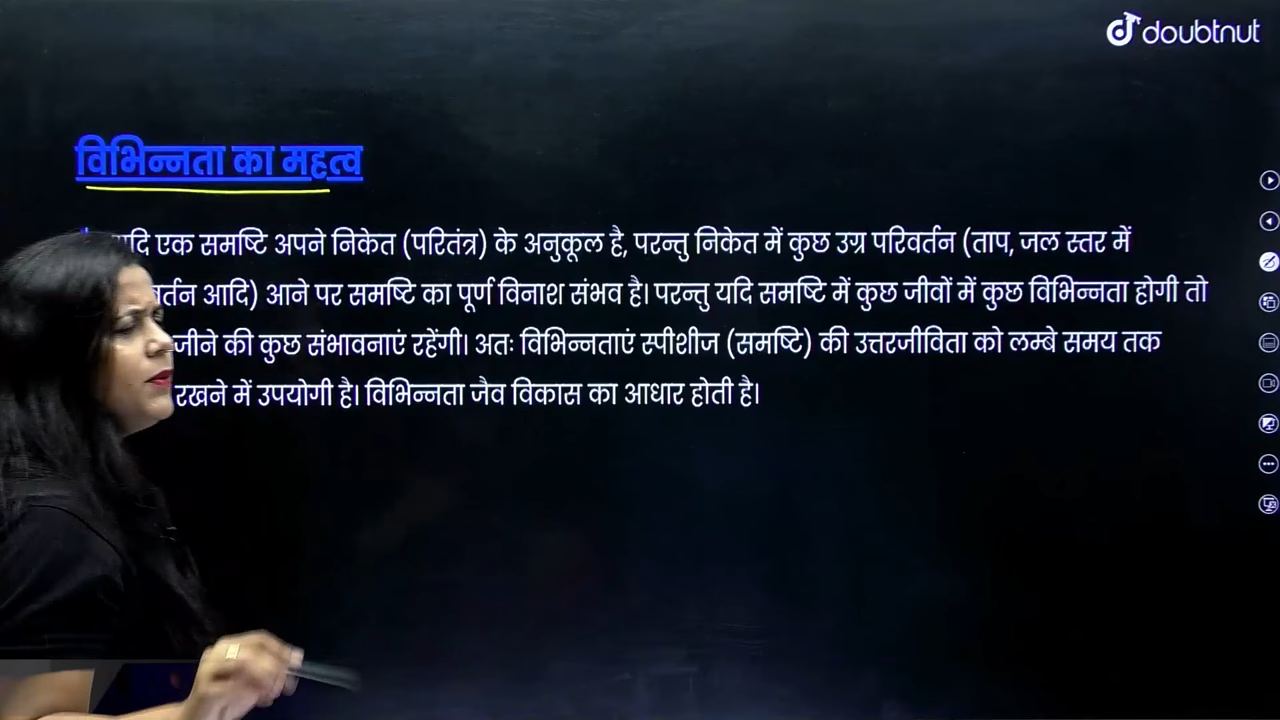 doubtnut
विभिन्नता का महत्व
एक समष्टि अपने निकेत (परितंत्र) के अनुकूल है, परन्तु निकेत में कुछ उग्र परिवर्तन (ताप, जल स्तर में
आदि) आने पर समष्टि का पूर्ण विनाश संभव है। परन्तु यदि समष्टि में कुछ जीवों में कुछ विभिन्नता होगी तो
जीने की कुछ संभावनाएं रहेंगी। अतः विभिन्नताएं स्पीशीज (समष्टि) की उत्तरजीविता को लम्बे समय तक
रखने में उपयोगी है। विभिन्नता जैव विकास का आधार होती है।